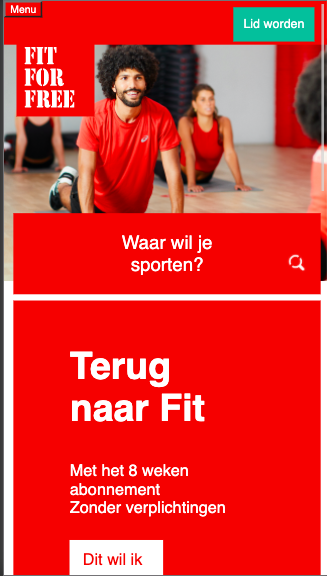 Menu
Lid worden
FIT
FOR
FREE
Waar wil je
sporten?
Terug
naar Fit
Met het 8 weken
abonnement
Zonder verplichtingen
Dit wil ik